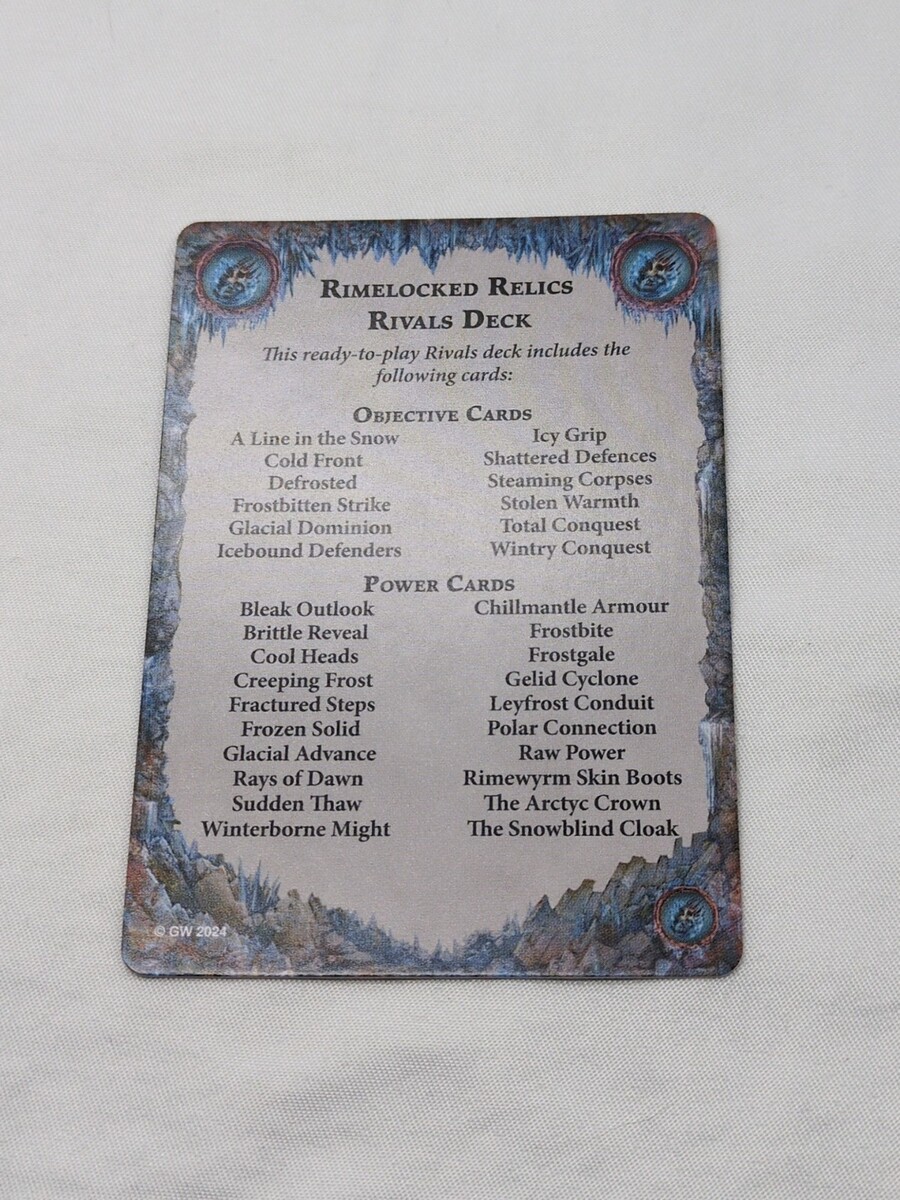 Rimelocked Relics
Rivals Deck
This ready-to-play Rivals deck includes the
following cards:
Objective Cards
A Line in the Snow
Cold Front
Defrosted
Frostbitten Strike
Glacial Dominion
Icebound Defenders
Icy Grip
Shattered Defences
Steaming Corpses
Stolen Warmth
Total Conquest
Wintry Conquest
Power Cards
Bleak Outlook
Brittle Reveal
Cool Heads
Creeping Frost
Fractured Steps
Frozen Solid
Glacial Advance
Rays of Dawn
Sudden Thaw
Winterborne Might
Chillmantle Armour
Frostbite
Frostgale
Gelid Cyclone
Leyfrost Conduit
Polar Connection
Raw Power
Rimewyrm Skin Boots
The Arctyc Crown
The Snowblind Cloak
© GW 2024